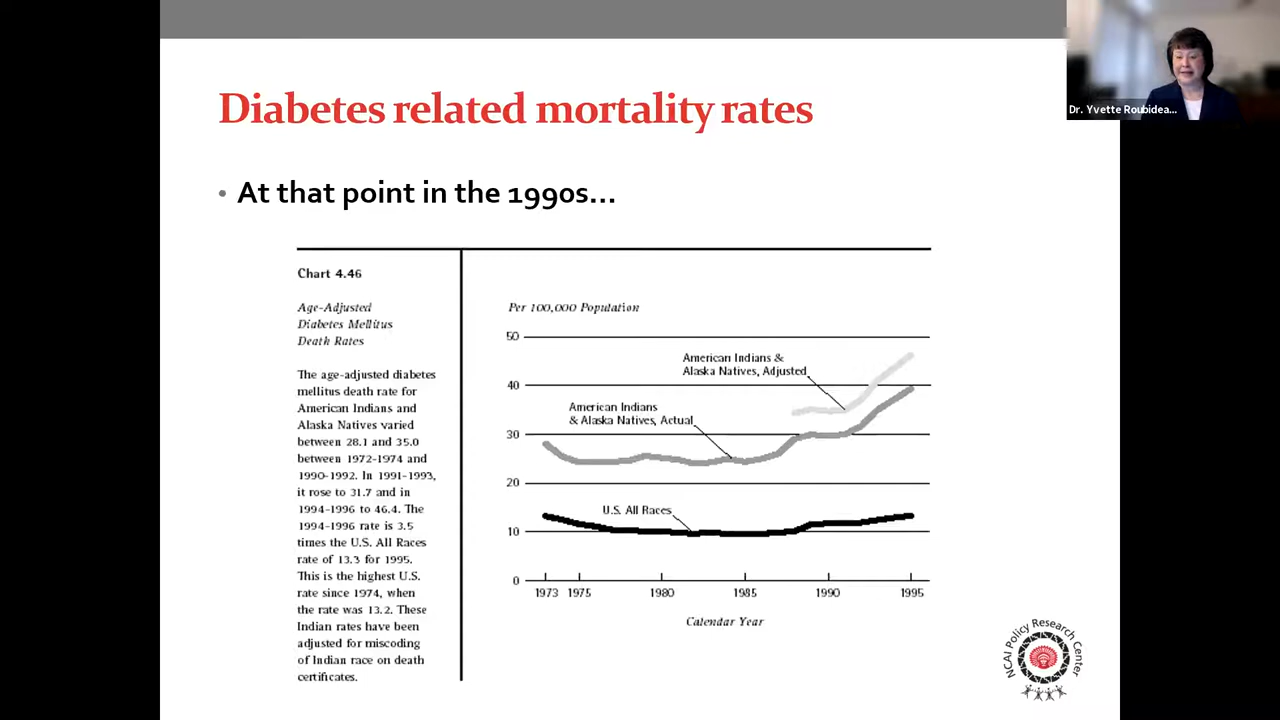 Diabetes related mortality rates
• At that point in the 1990s...
Chart 4.46
Age-Adjusted
Diabetes Mellitus
Death Rates
The age-adjusted diabetes
mellitus death rate for
American Indians and
Alaska Natives varied
between 28.1 and 35.0
between 1972-1974 and
1990-1992. In 1991-1993,
it rose to 31.7 and in
1994-1996 to 46.4. The
1994-1996 rate is 3.5
times the U.S. All Races
rate of 13.3 for 1995.
This is the highest U.S.
rate since 1974, when
the rate was 13.2. These
Indian rates have been
adjusted for miscoding
of Indian race on death
certificates.
Per 100,000 Population
50
40
30
20
10
0
American Indians &
Alaska Natives, Adjusted
American Indians
& Alaska Natives, Actual
U.S. All Races
1973 1975 1980 1985 1990 1995
Calendar Year
Dr. Yvette Roubidea...
NCAI Policy Research Center